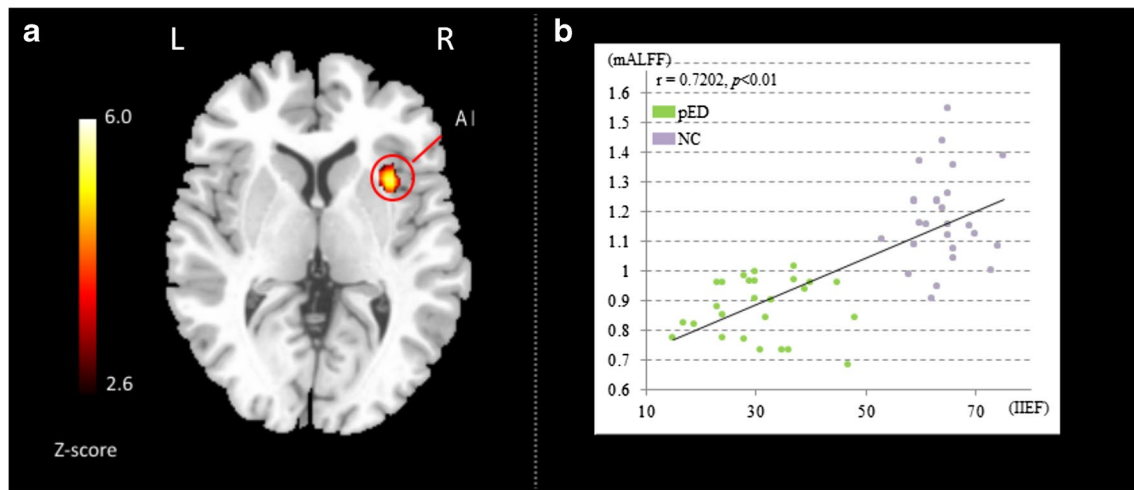 a
L
R
AI
6.0
2.6
Z-score
b
(mALFF)
r = 0.7202, p<0.01
pED
NC
1.6
1.5
1.4
1.3
1.2
1.1
1
0.9
0.8
0.7
0.6
10 30 50 70 (IIEF)